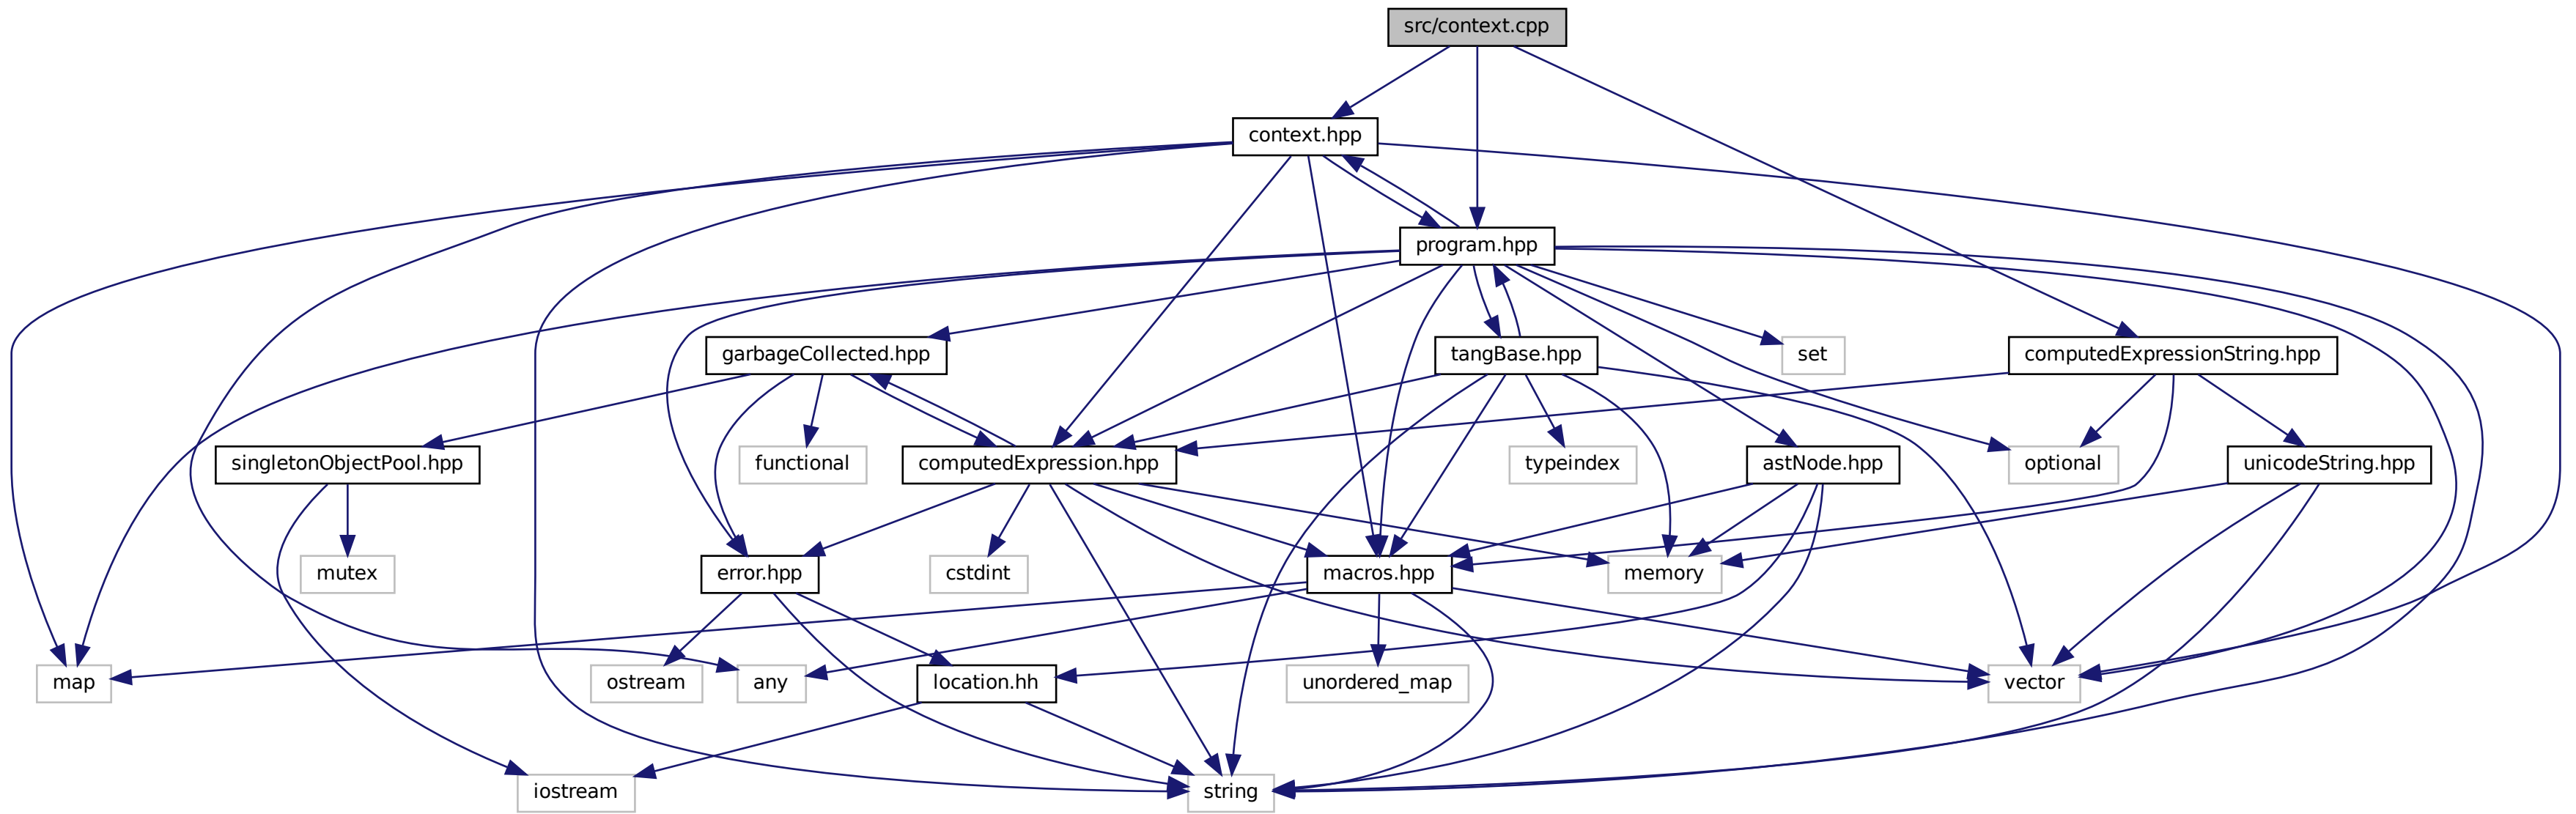 src/context.cpp
context.hpp
program.hpp
garbageCollected.hpp
tangBase.hpp
set
computedExpressionString.hpp
singletonObjectPool.hpp
functional
computedExpression.hpp
typeindex
astNode.hpp
optional
unicodeString.hpp
mutex
error.hpp
cstdint
macros.hpp
memory
map
ostream
any
location.hh
unordered_map
vector
iostream
string